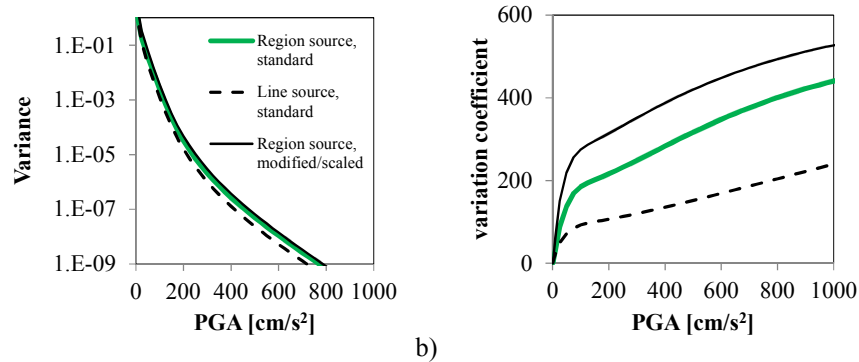 1.E-01
1.E-03
1.E-05
1.E-07
1.E-09
Variance
Region source,
standard
Line source,
standard
Region source,
modified/scaled
0 200 400 600 800 1000
PGA [cm/s²]
600
400
200
0
variation coefficient
0 200 400 600 800 1000
PGA [cm/s²]
b)